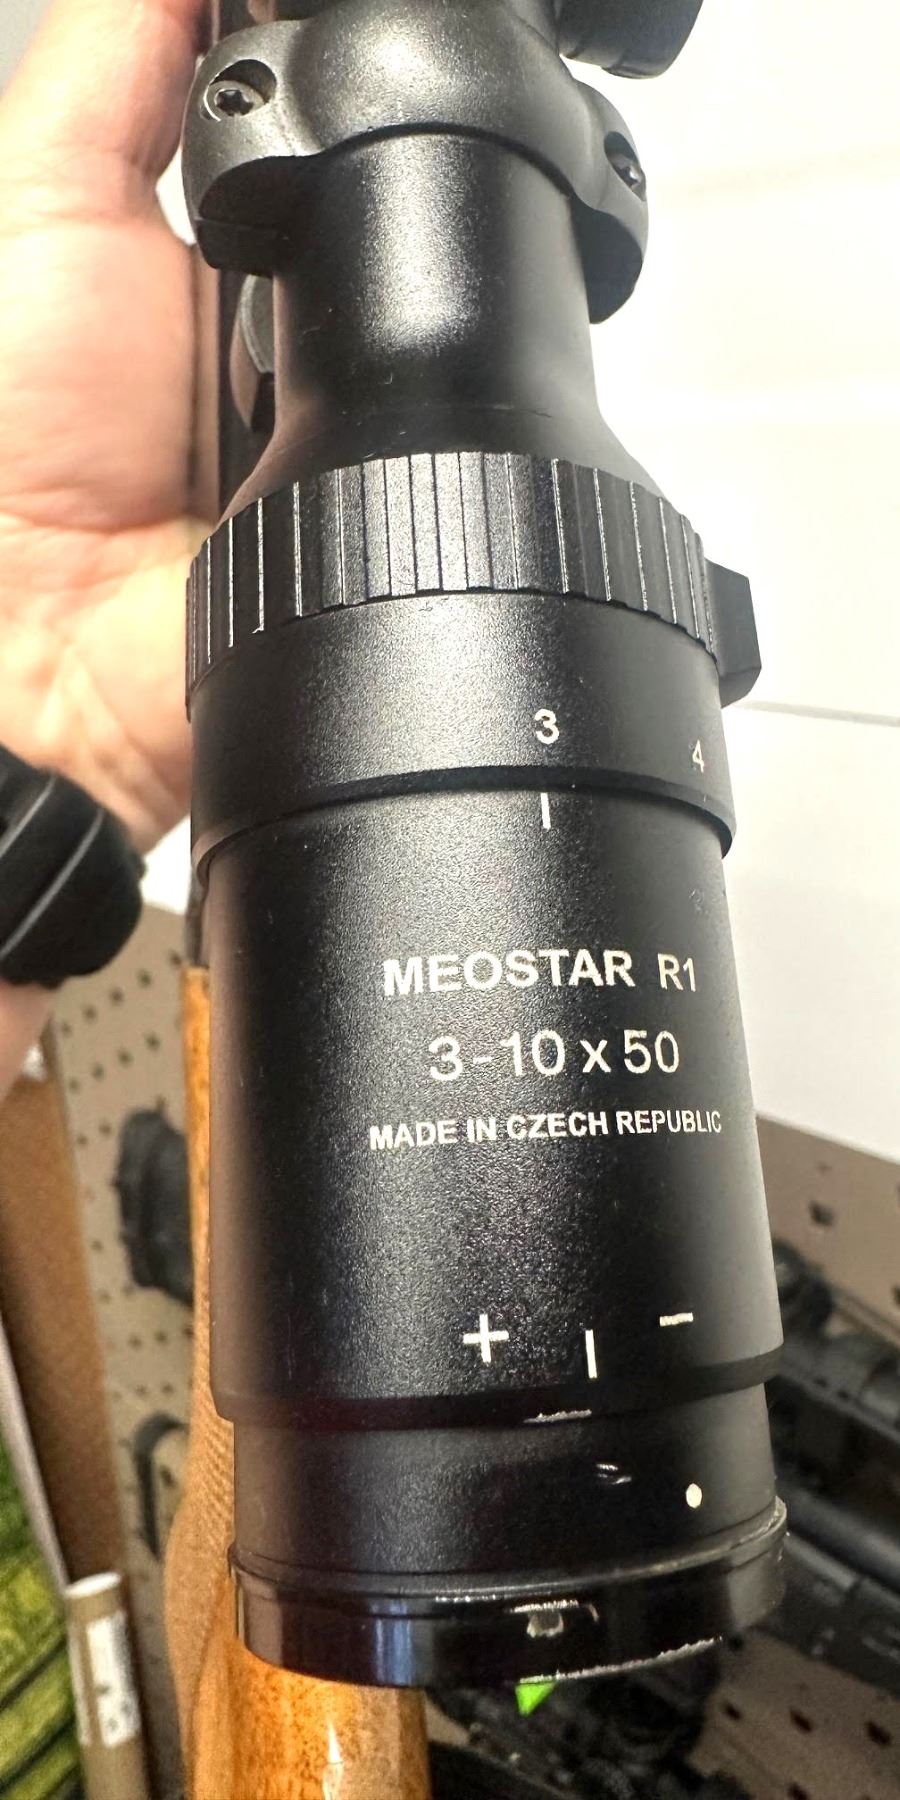 3 4
MEOSTAR R1
3-10 x 50
MADE IN CZECH REPUBLIC
+ -